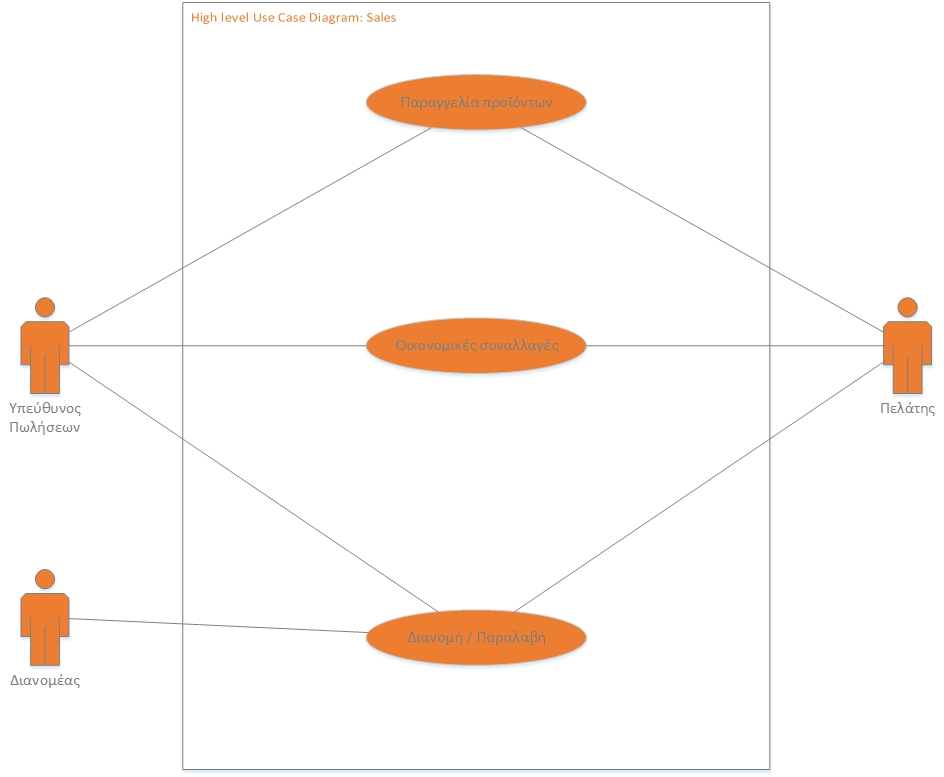 High level Use Case Diagram: Sales
Παραγγελία προϊόντων
Οικονομικές συναλλαγές
Υπεύθυνος
Πωλήσεων
Πελάτης
Διανομή / Παραλαβή
Διανομέας